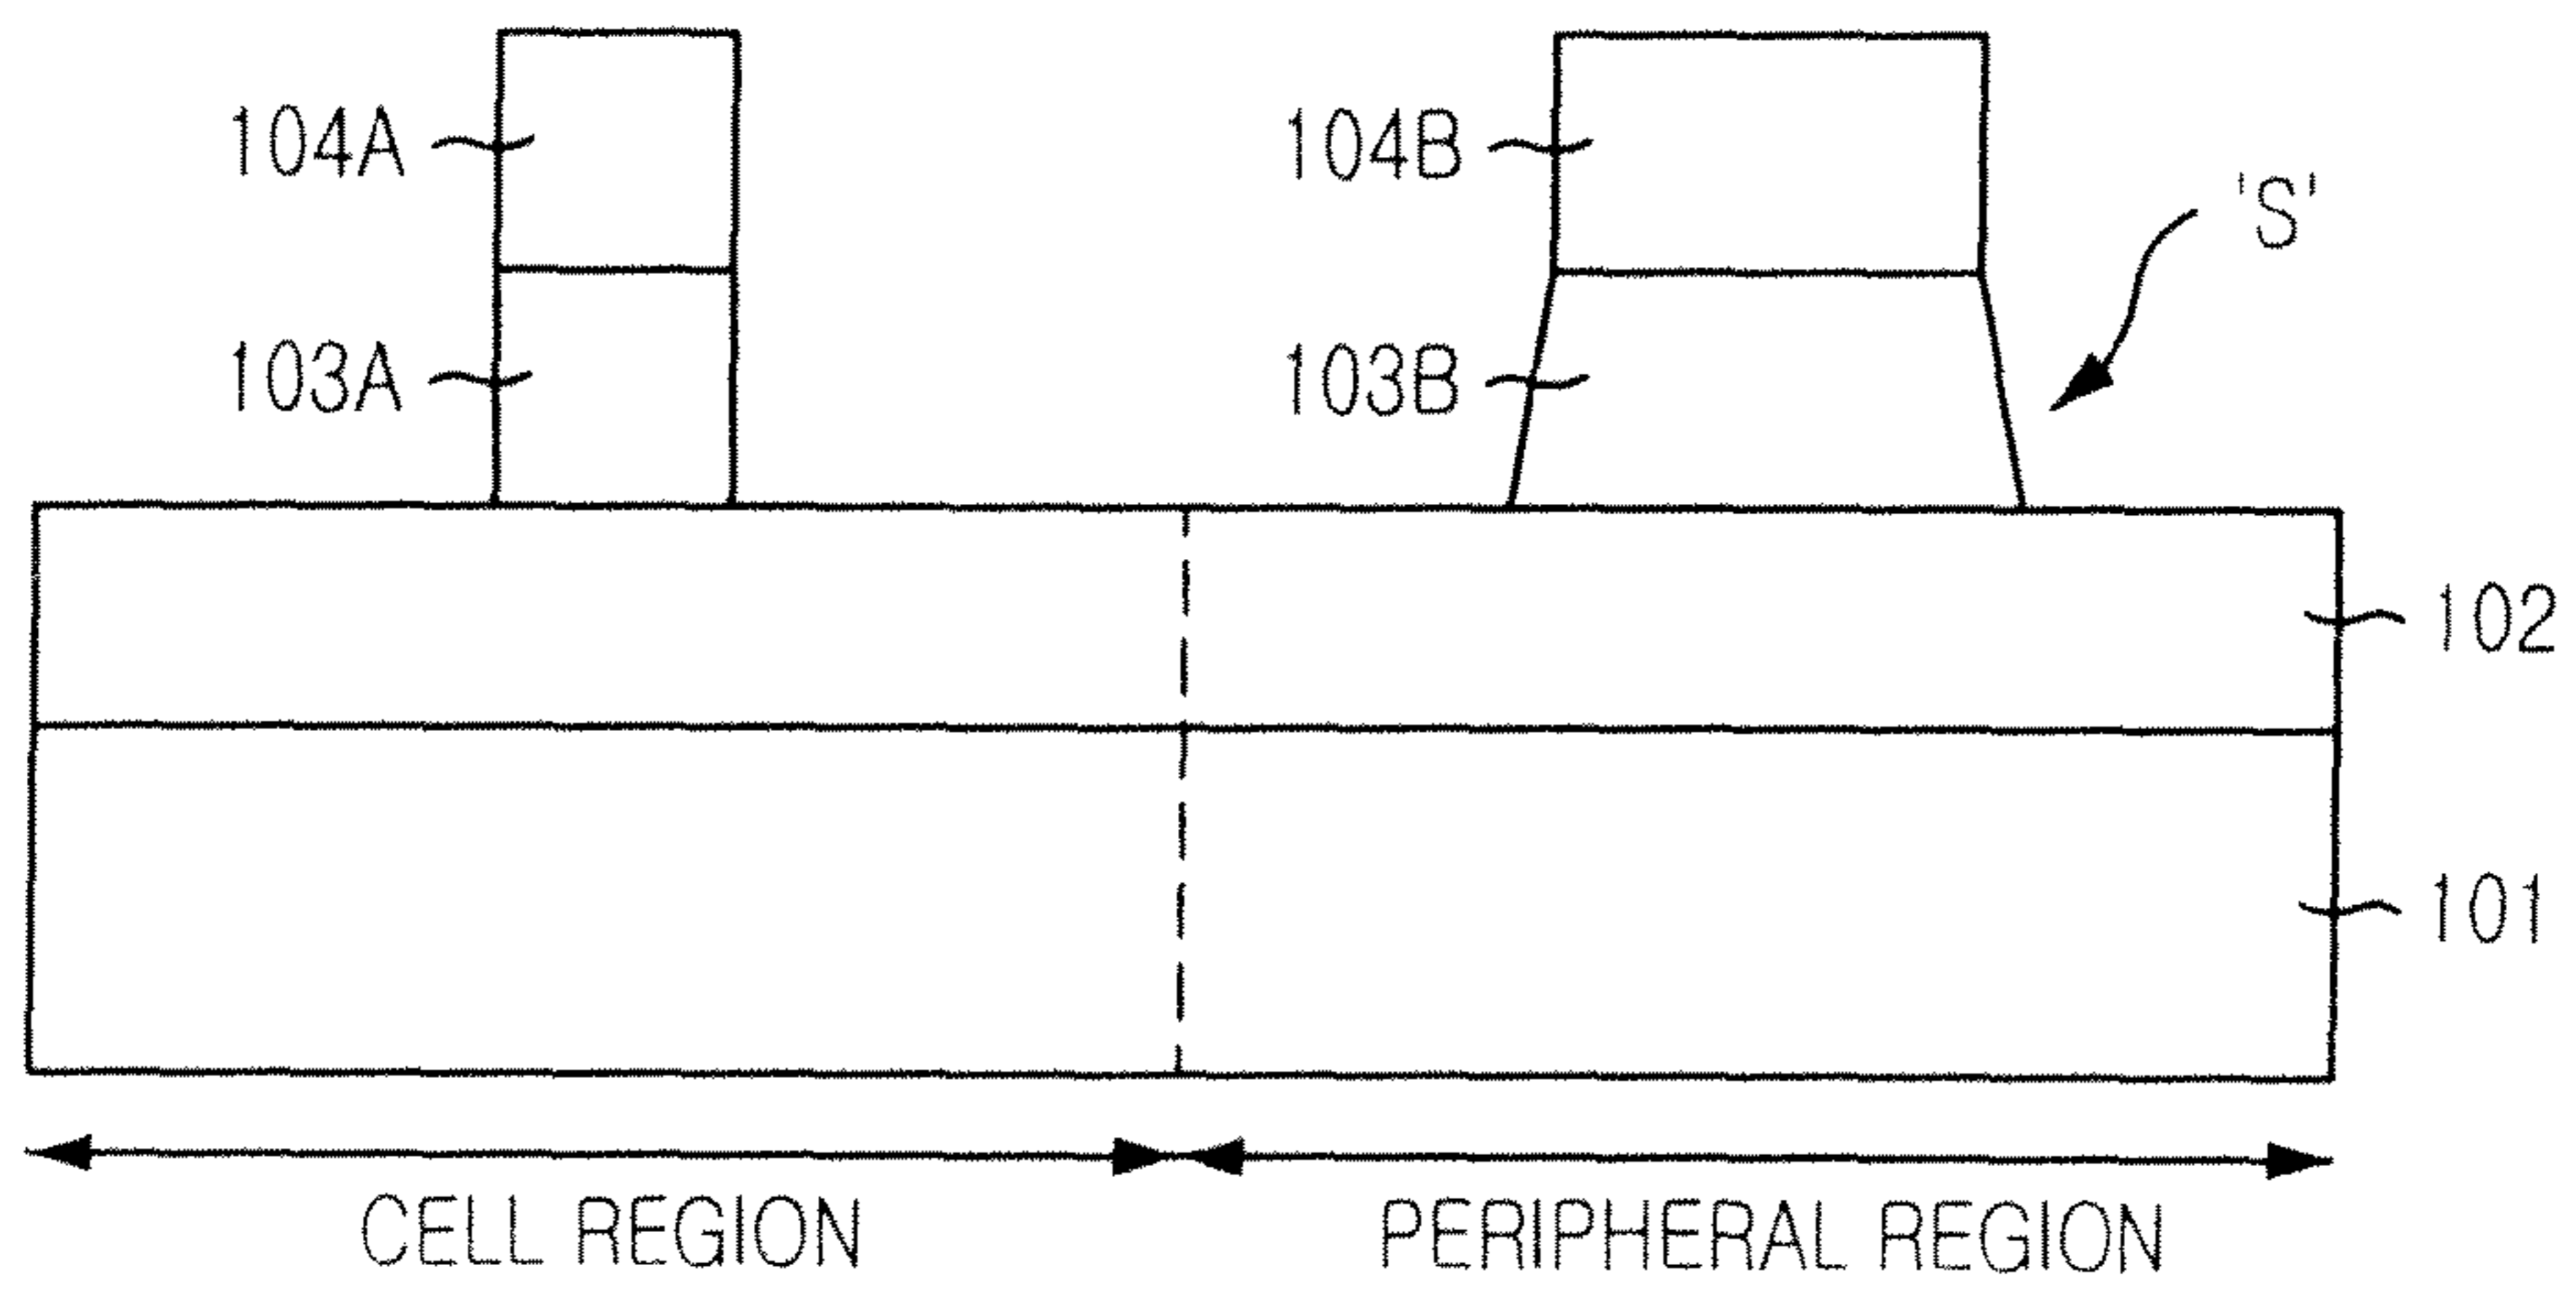 104A
104B
'S'
103A
103B
102
101
CELL REGION
PERIPHERAL REGION